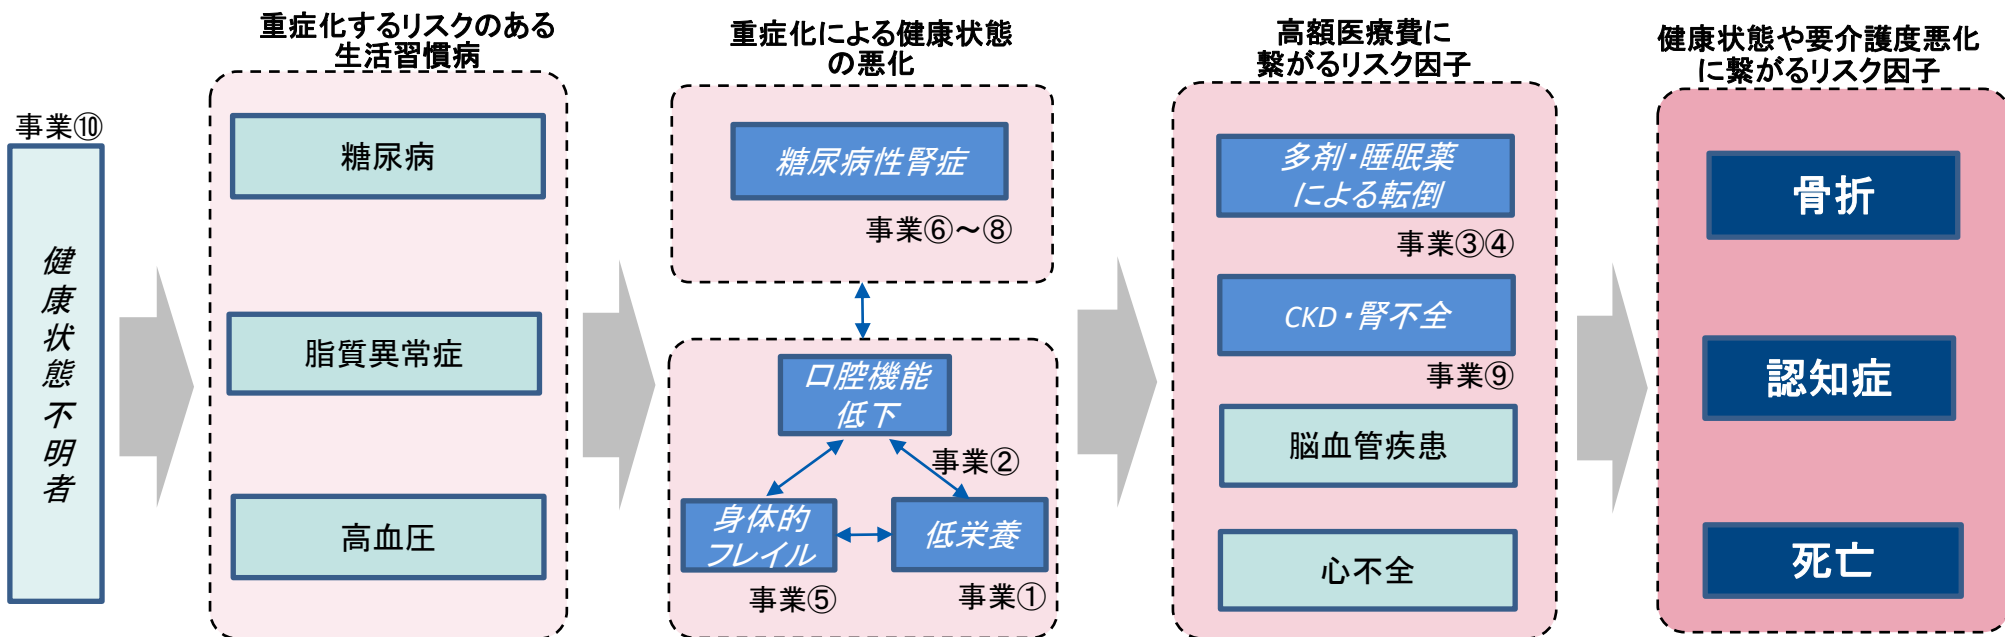 事業⑩
健康状態不明者
重症化するリスクのある
生活習慣病
糖尿病
脂質異常症
高血圧
重症化による健康状態
の悪化
糖尿病性腎症
事業⑥～⑧
口腔機能
低下
事業②
身体的
フレイル
低栄養
事業⑤
事業①
高額医療費に
繋がるリスク因子
多剤・睡眠薬
による転倒
事業③④
CKD・腎不全
事業⑨
脳血管疾患
心不全
健康状態や要介護度悪化
に繋がるリスク因子
骨折
認知症
死亡